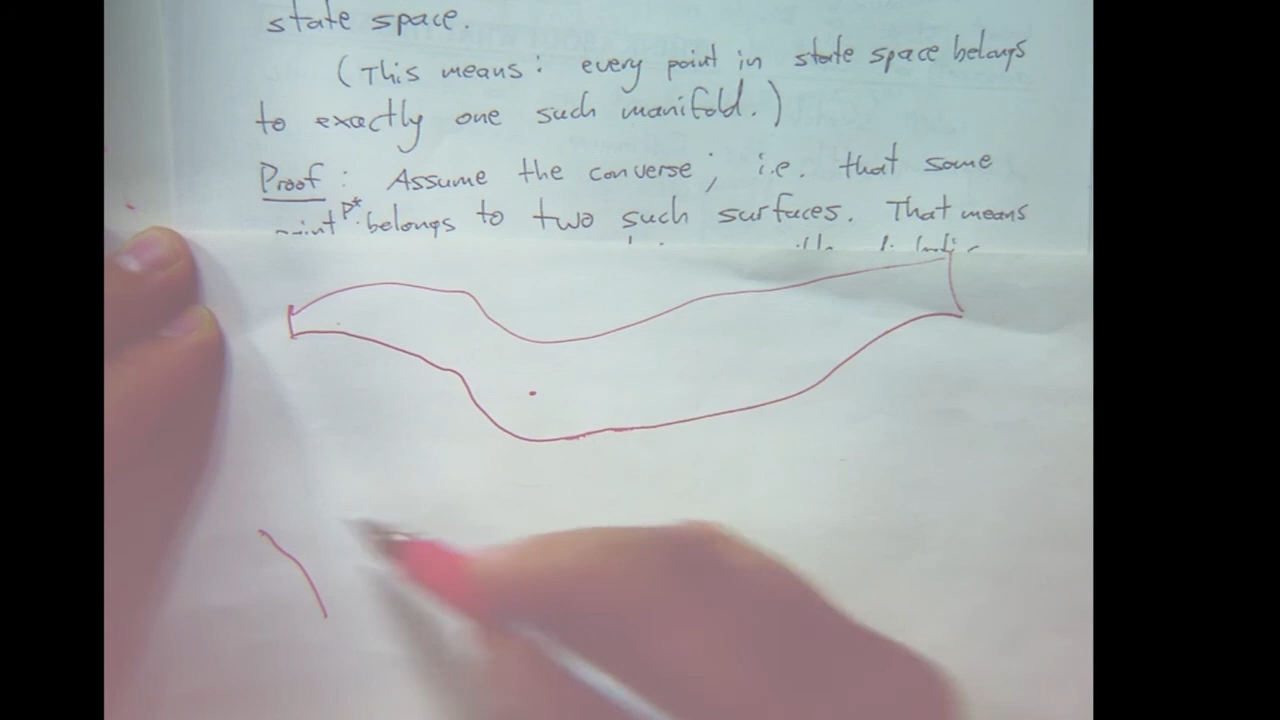 state space.
(This means: every point in state space belongs
to exactly one such manifold.)
Proof: Assume the converse; i.e. that some
point P* belongs to two such surfaces. That means